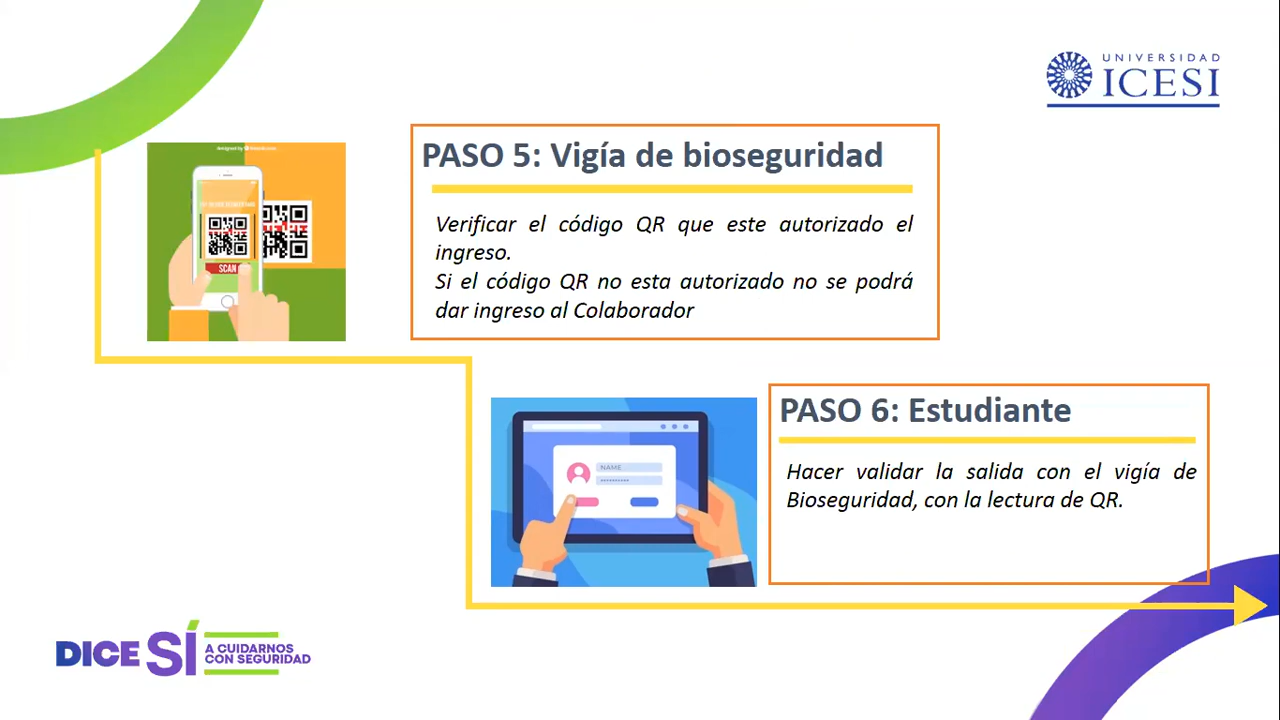 UNIVERSIDAD
ICESI
PASO 5: Vigía de bioseguridad
Verificar el código QR que este autorizado el
ingreso.
Si el código QR no esta autorizado no se podrá
dar ingreso al Colaborador
SCAN
PASO 6: Estudiante
Hacer validar la salida con el vigía de
Bioseguridad, con la lectura de QR.
NAME
DICE SÍ A CUIDARNOS
CON SEGURIDAD